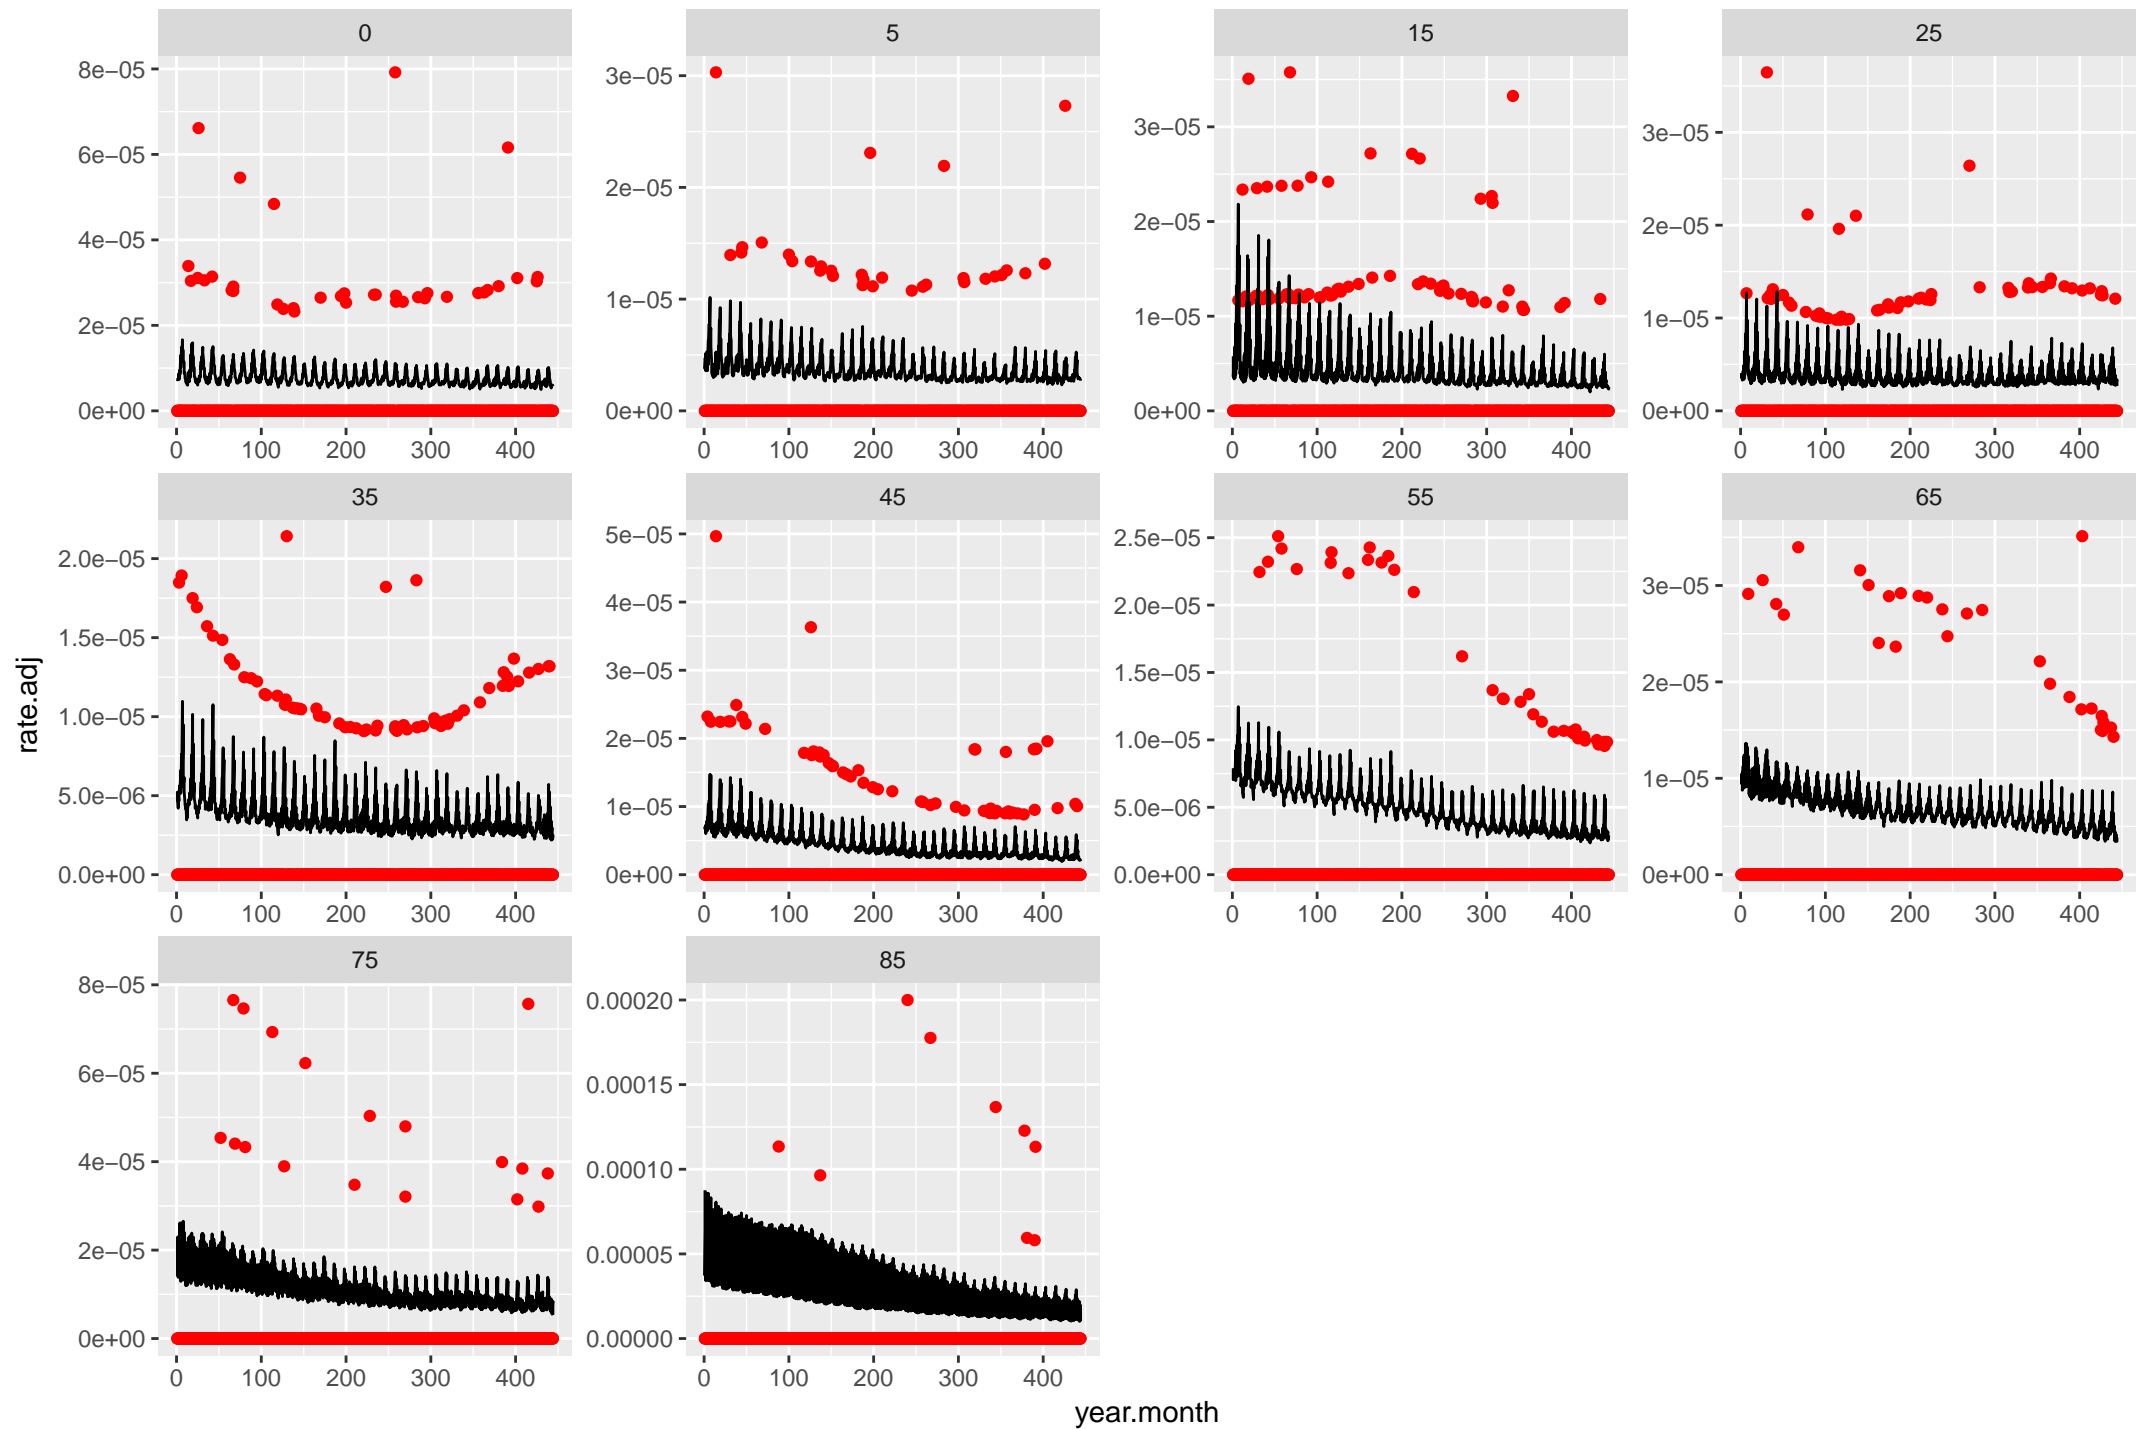 0 5 15 25
8e−05 3e−05 3e−05 3e−05
6e−05 2e−05 2e−05 2e−05
4e−05 1e−05 1e−05 1e−05
2e−05 0e+00 0e+00 0e+00
0e+00
0 100 200 300 400 0 100 200 300 400 0 100 200 300 400 0 100 200 300 400
35 45 55 65
2.0e−05 5e−05 2.5e−05 3e−05
1.5e−05 4e−05 2.0e−05 2e−05
1.0e−05 3e−05 1.5e−05 1e−05
5.0e−06 2e−05 1.0e−05 0e+00
0.0e+00 1e−05 5.0e−06
0e+00 0.0e+00
0 100 200 300 400 0 100 200 300 400 0 100 200 300 400 0 100 200 300 400
75 85
8e−05 0.00020
6e−05 0.00015
4e−05 0.00010
2e−05 0.00005
0e+00 0.00000
0 100 200 300 400 0 100 200 300 400
rate.adj
year.month